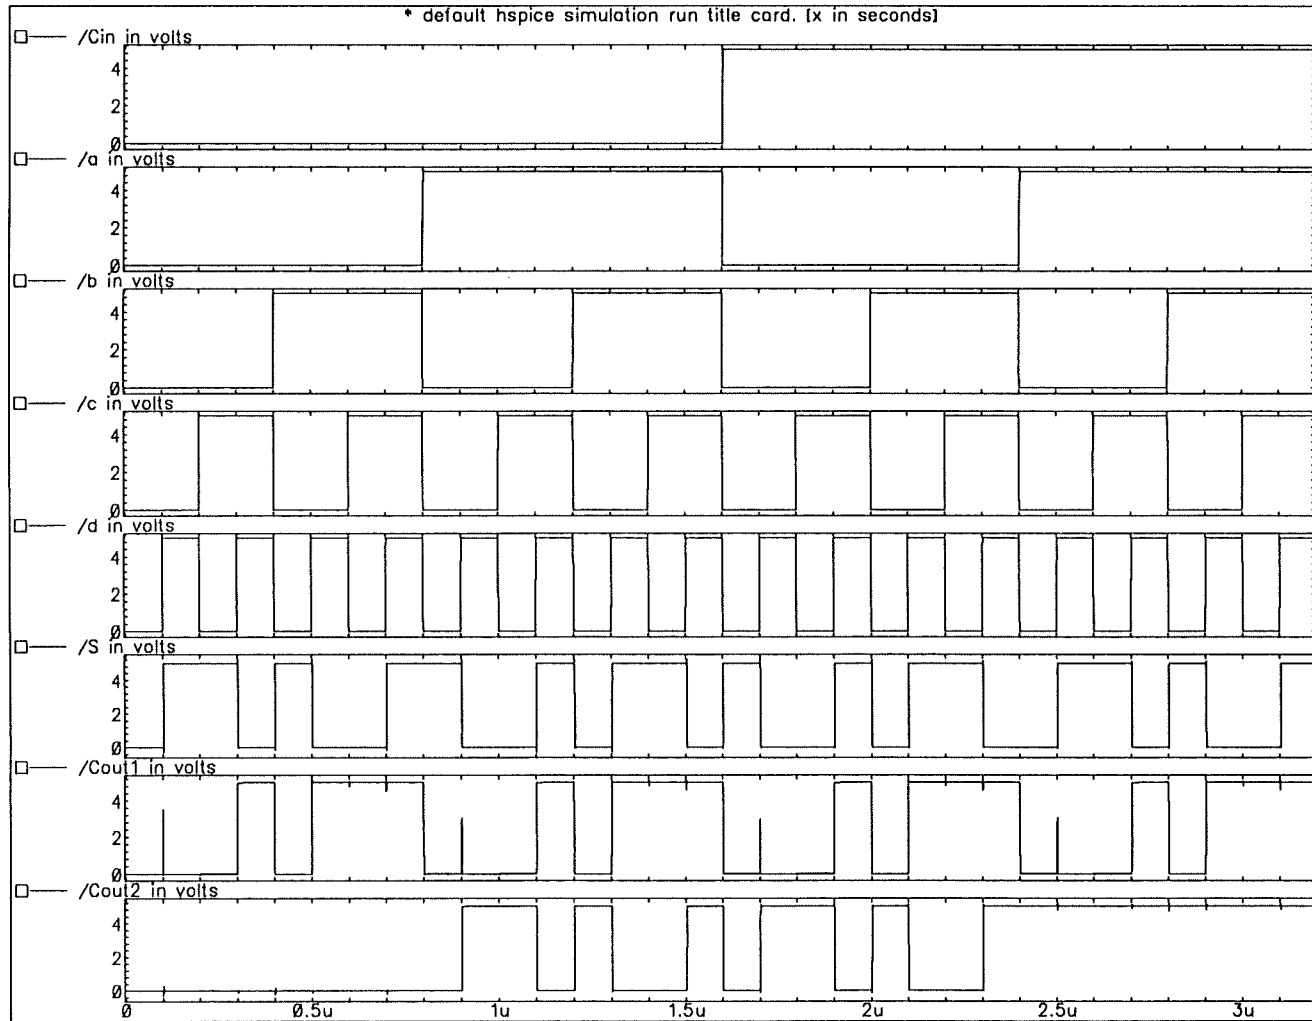 * default hspice simulation run title card. [x in seconds]
/Cin in volts
4
2
0
/a in volts
4
2
0
/b in volts
4
2
0
/c in volts
4
2
0
/d in volts
4
2
0
/S in volts
4
2
0
/Cout1 in volts
4
2
0
/Cout2 in volts
4
2
0
0 0.5u 1u 1.5u 2u 2.5u 3u